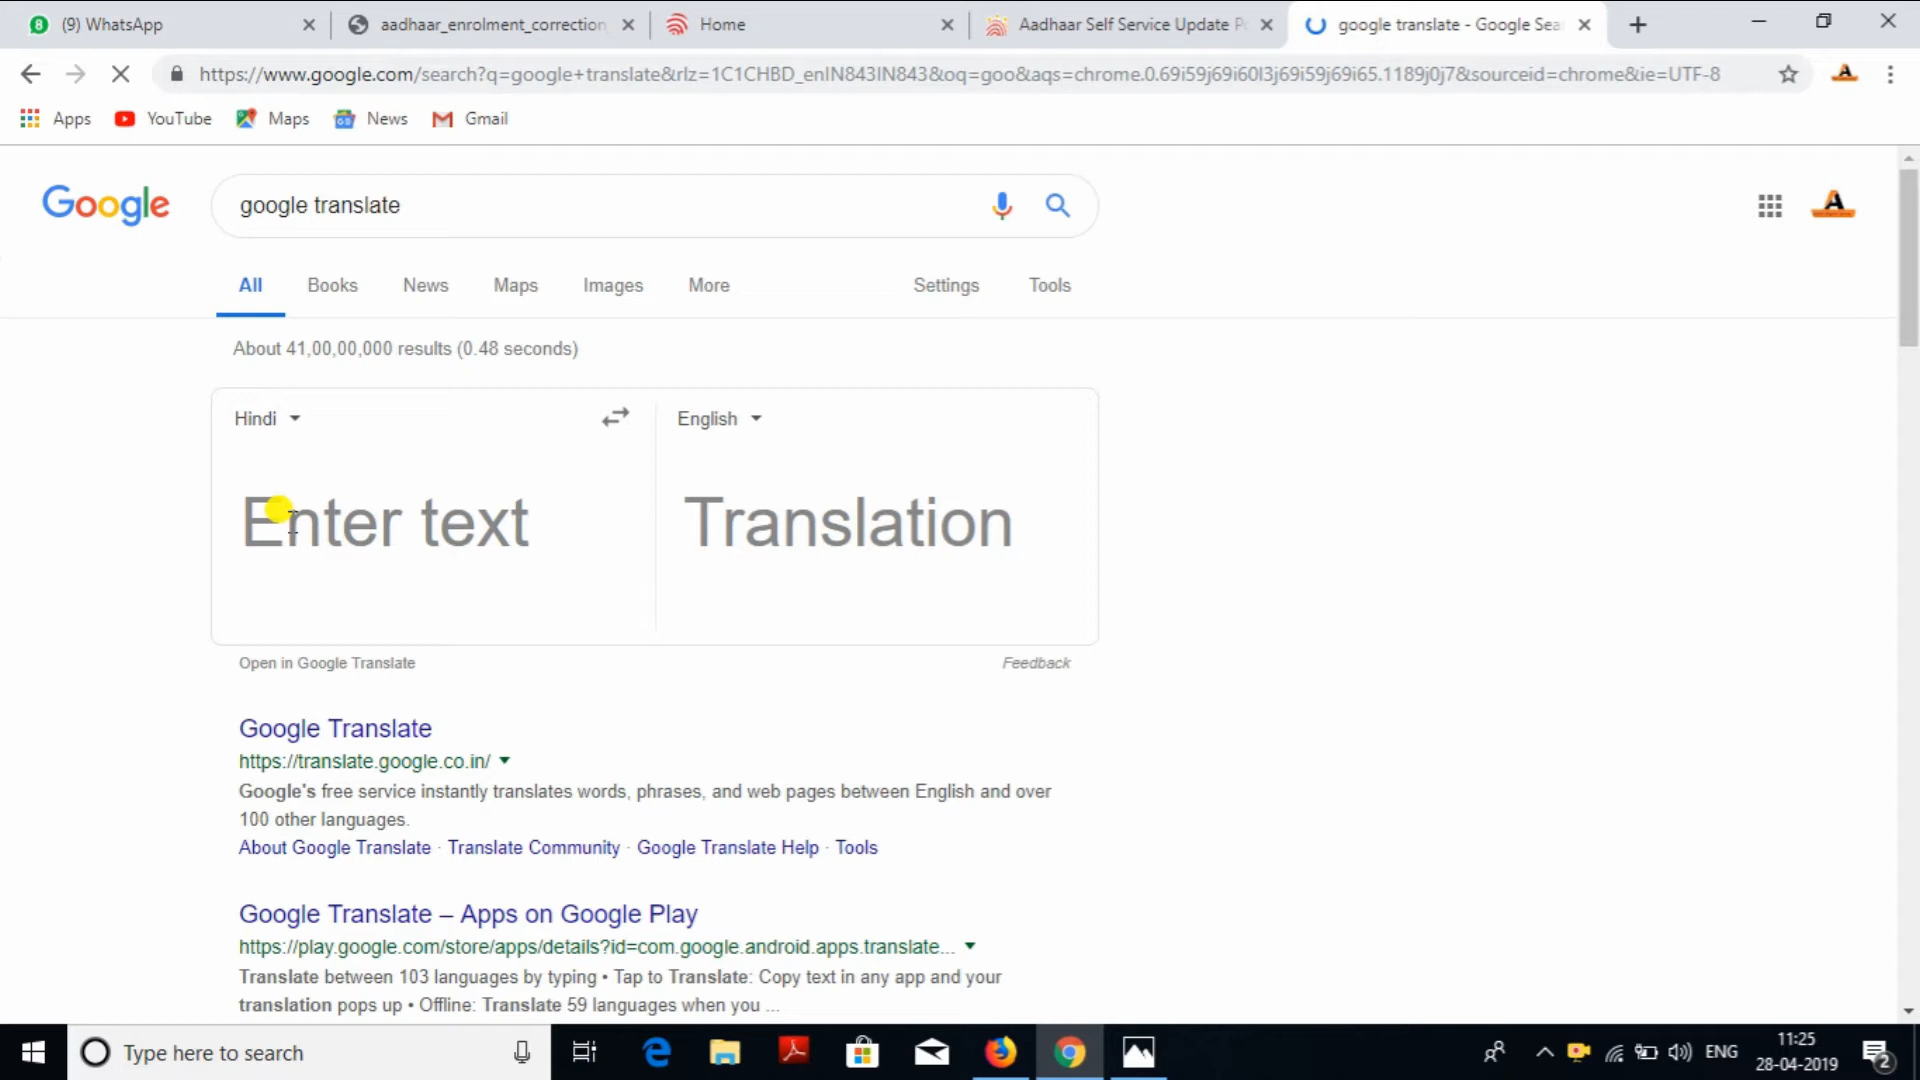 (9) WhatsApp
aadhaar_enrolment_correction
Home
Aadhaar Self Service Update Po
google translate - Google Sea
https://www.google.com/search?q=google+translate&rlz=1C1CHBD_enIN843IN843&oq=goo&aqs=chrome.0.69i59j69i60l3j69i59j69i65.1189j0j7&sourceid=chrome&ie=UTF-8
Apps YouTube Maps News Gmail
Google
google translate
All Books News Maps Images More Settings Tools
About 41,00,00,000 results (0.48 seconds)
Hindi
English
Enter text
Translation
Open in Google Translate
Feedback
Google Translate
https://translate.google.co.in/
Google's free service instantly translates words, phrases, and web pages between English and over
100 other languages.
About Google Translate · Translate Community · Google Translate Help · Tools
Google Translate – Apps on Google Play
https://play.google.com/store/apps/details?id=com.google.android.apps.translate...
Translate between 103 languages by typing • Tap to Translate: Copy text in any app and your
translation pops up • Offline: Translate 59 languages when you ...
Type here to search
ENG
11:25
28-04-2019
2